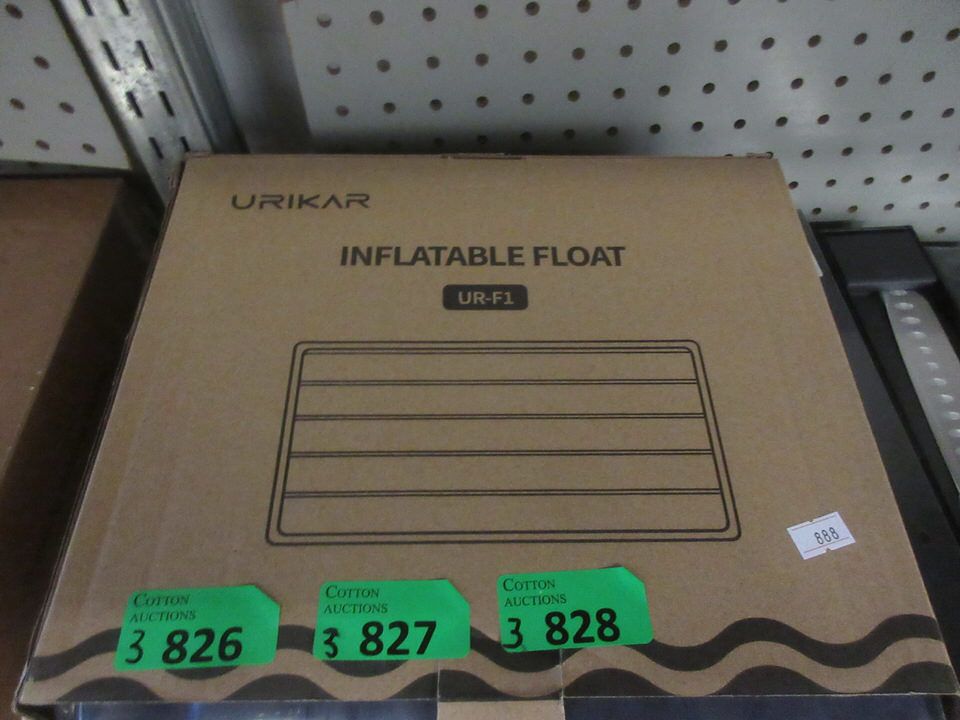 URIKAR
INFLATABLE FLOAT
UR-F1
888
COTTON
AUCTIONS
3 826
COTTON
AUCTIONS
3 827
COTTON
AUCTIONS
3 828